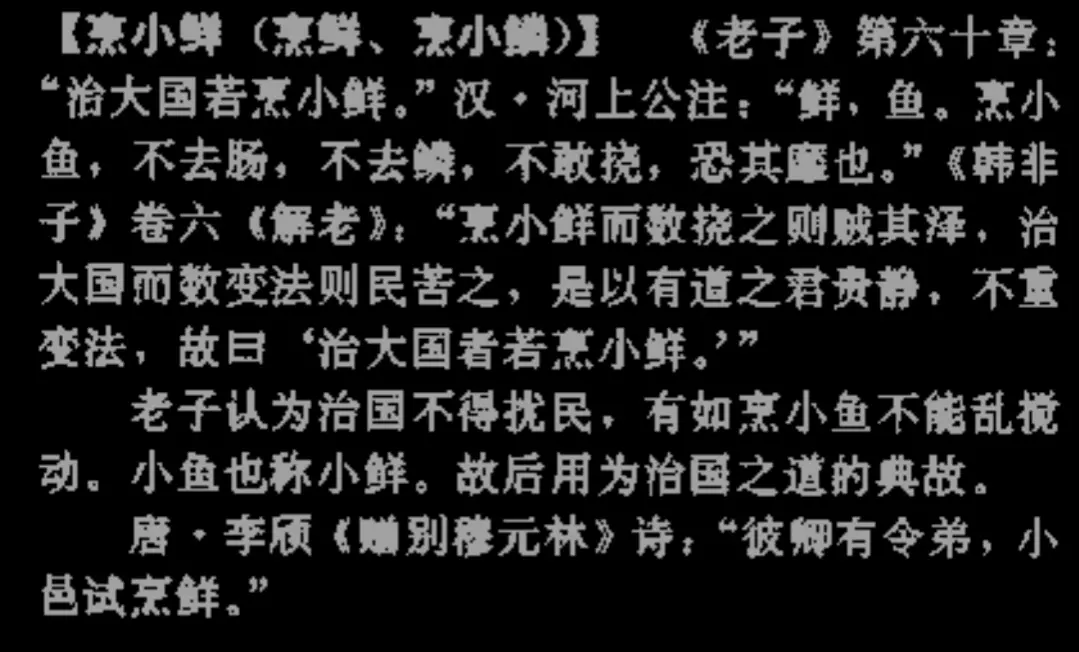 【烹小鲜（烹鲜、烹小鳞）】 《老子》第六十章：
“治大国若烹小鲜。”汉·河上公注：“鲜，鱼。烹小
鱼，不去肠，不去鳞，不敢挠，恐其糜也。”《韩非
子》卷六《解老》：“烹小鲜而数挠之则贼其泽，治
大国而数变法则民苦之，是以有道之君贵静，不重
变法，故曰‘治大国者若烹小鲜。’”
老子认为治国不得扰民，有如烹小鱼不能乱搅
动。小鱼也称小鲜。故后用为治国之道的典故。
唐·李颀《赠别穆元林》诗：“彼卿有令弟，小
邑试烹鲜。”